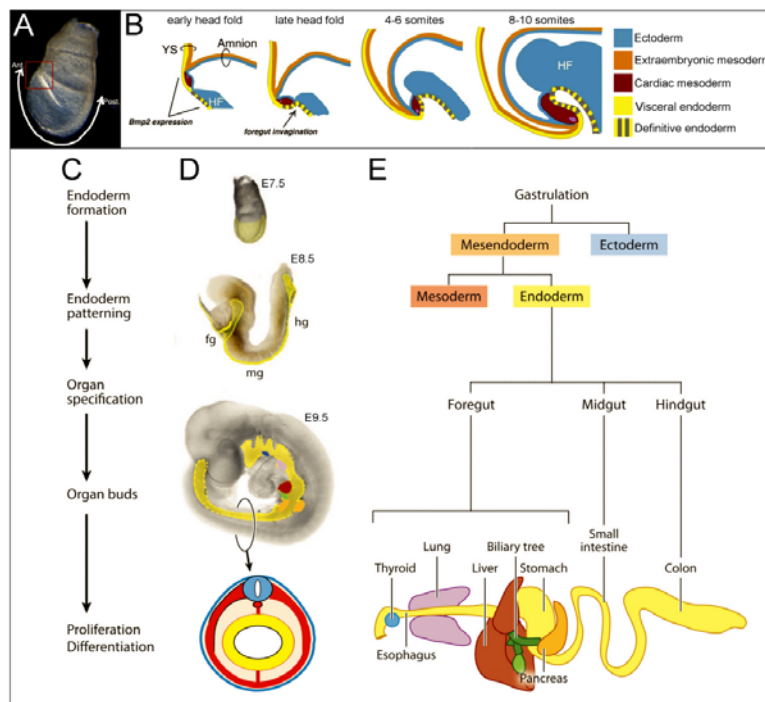 A
Ant.
Post.
B
early head fold
late head fold
4-6 somites
8-10 somites
YS
Amnion
HF
HF
Bmp2 expression
foregut invagination
Ectoderm
Extraembryonic mesoderm
Cardiac mesoderm
Visceral endoderm
Definitive endoderm
C
Endoderm
formation
Endoderm
patterning
Organ
specification
Organ buds
Proliferation
Differentiation
D
E7.5
E8.5
fg
hg
mg
E9.5
E
Gastrulation
Mesendoderm
Ectoderm
Mesoderm
Endoderm
Foregut
Midgut
Hindgut
Small
intestine
Lung
Biliary tree
Thyroid
Liver
Stomach
Colon
Esophagus
Pancreas